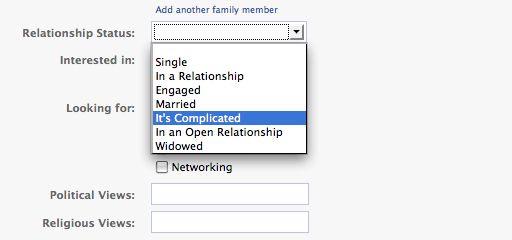 Add another family member
Relationship Status:
Interested in:
Single
In a Relationship
Engaged
Married
It's Complicated
In an Open Relationship
Widowed
Looking for:
Networking
Political Views:
Religious Views: